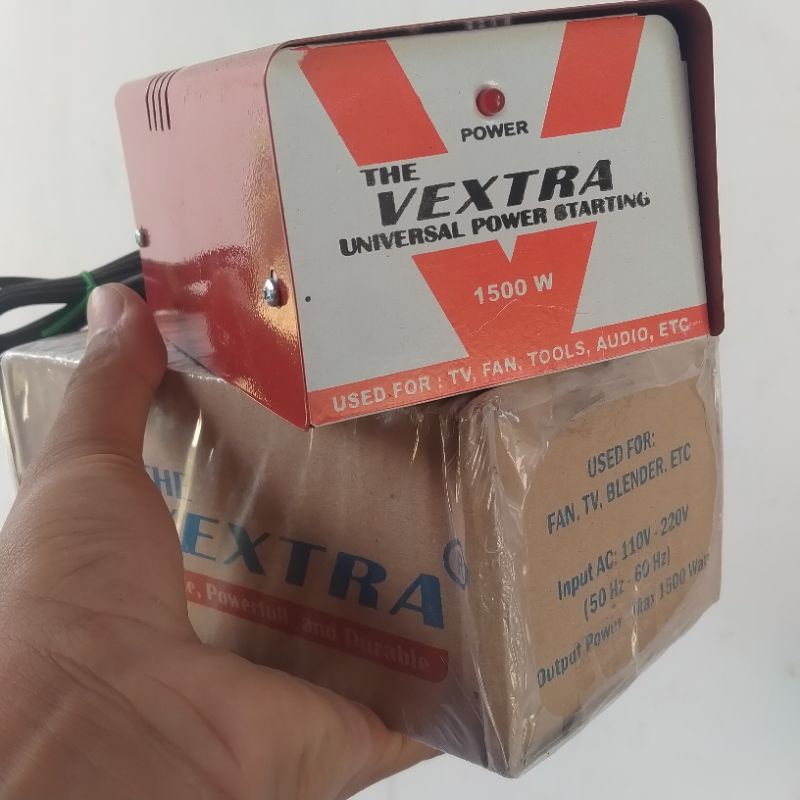 POWER
THE
VEXTRA
UNIVERSAL POWER STARTING
1500 W
USED FOR : TV, FAN, TOOLS, AUDIO, ETC
THE
VEXTRA
Powerfull, and Durable
USED FOR:
FAN, TV, BLENDER, ETC
Input AC: 110V - 220V
(50 Hz - 60 Hz)
Output Power Max 1500 Watt